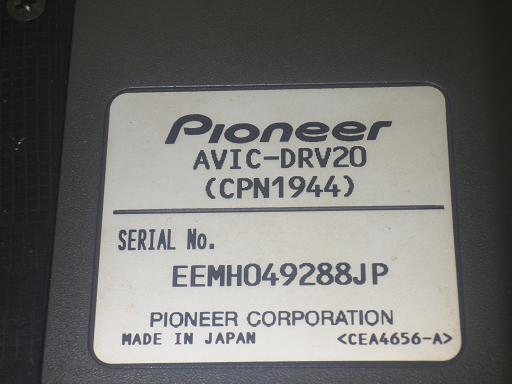 Pioneer
AVIC-DRV20
(CPN1944)
SERIAL No.
EEMH049288JP
PIONEER CORPORATION
MADE IN JAPAN <CEA4656-A>